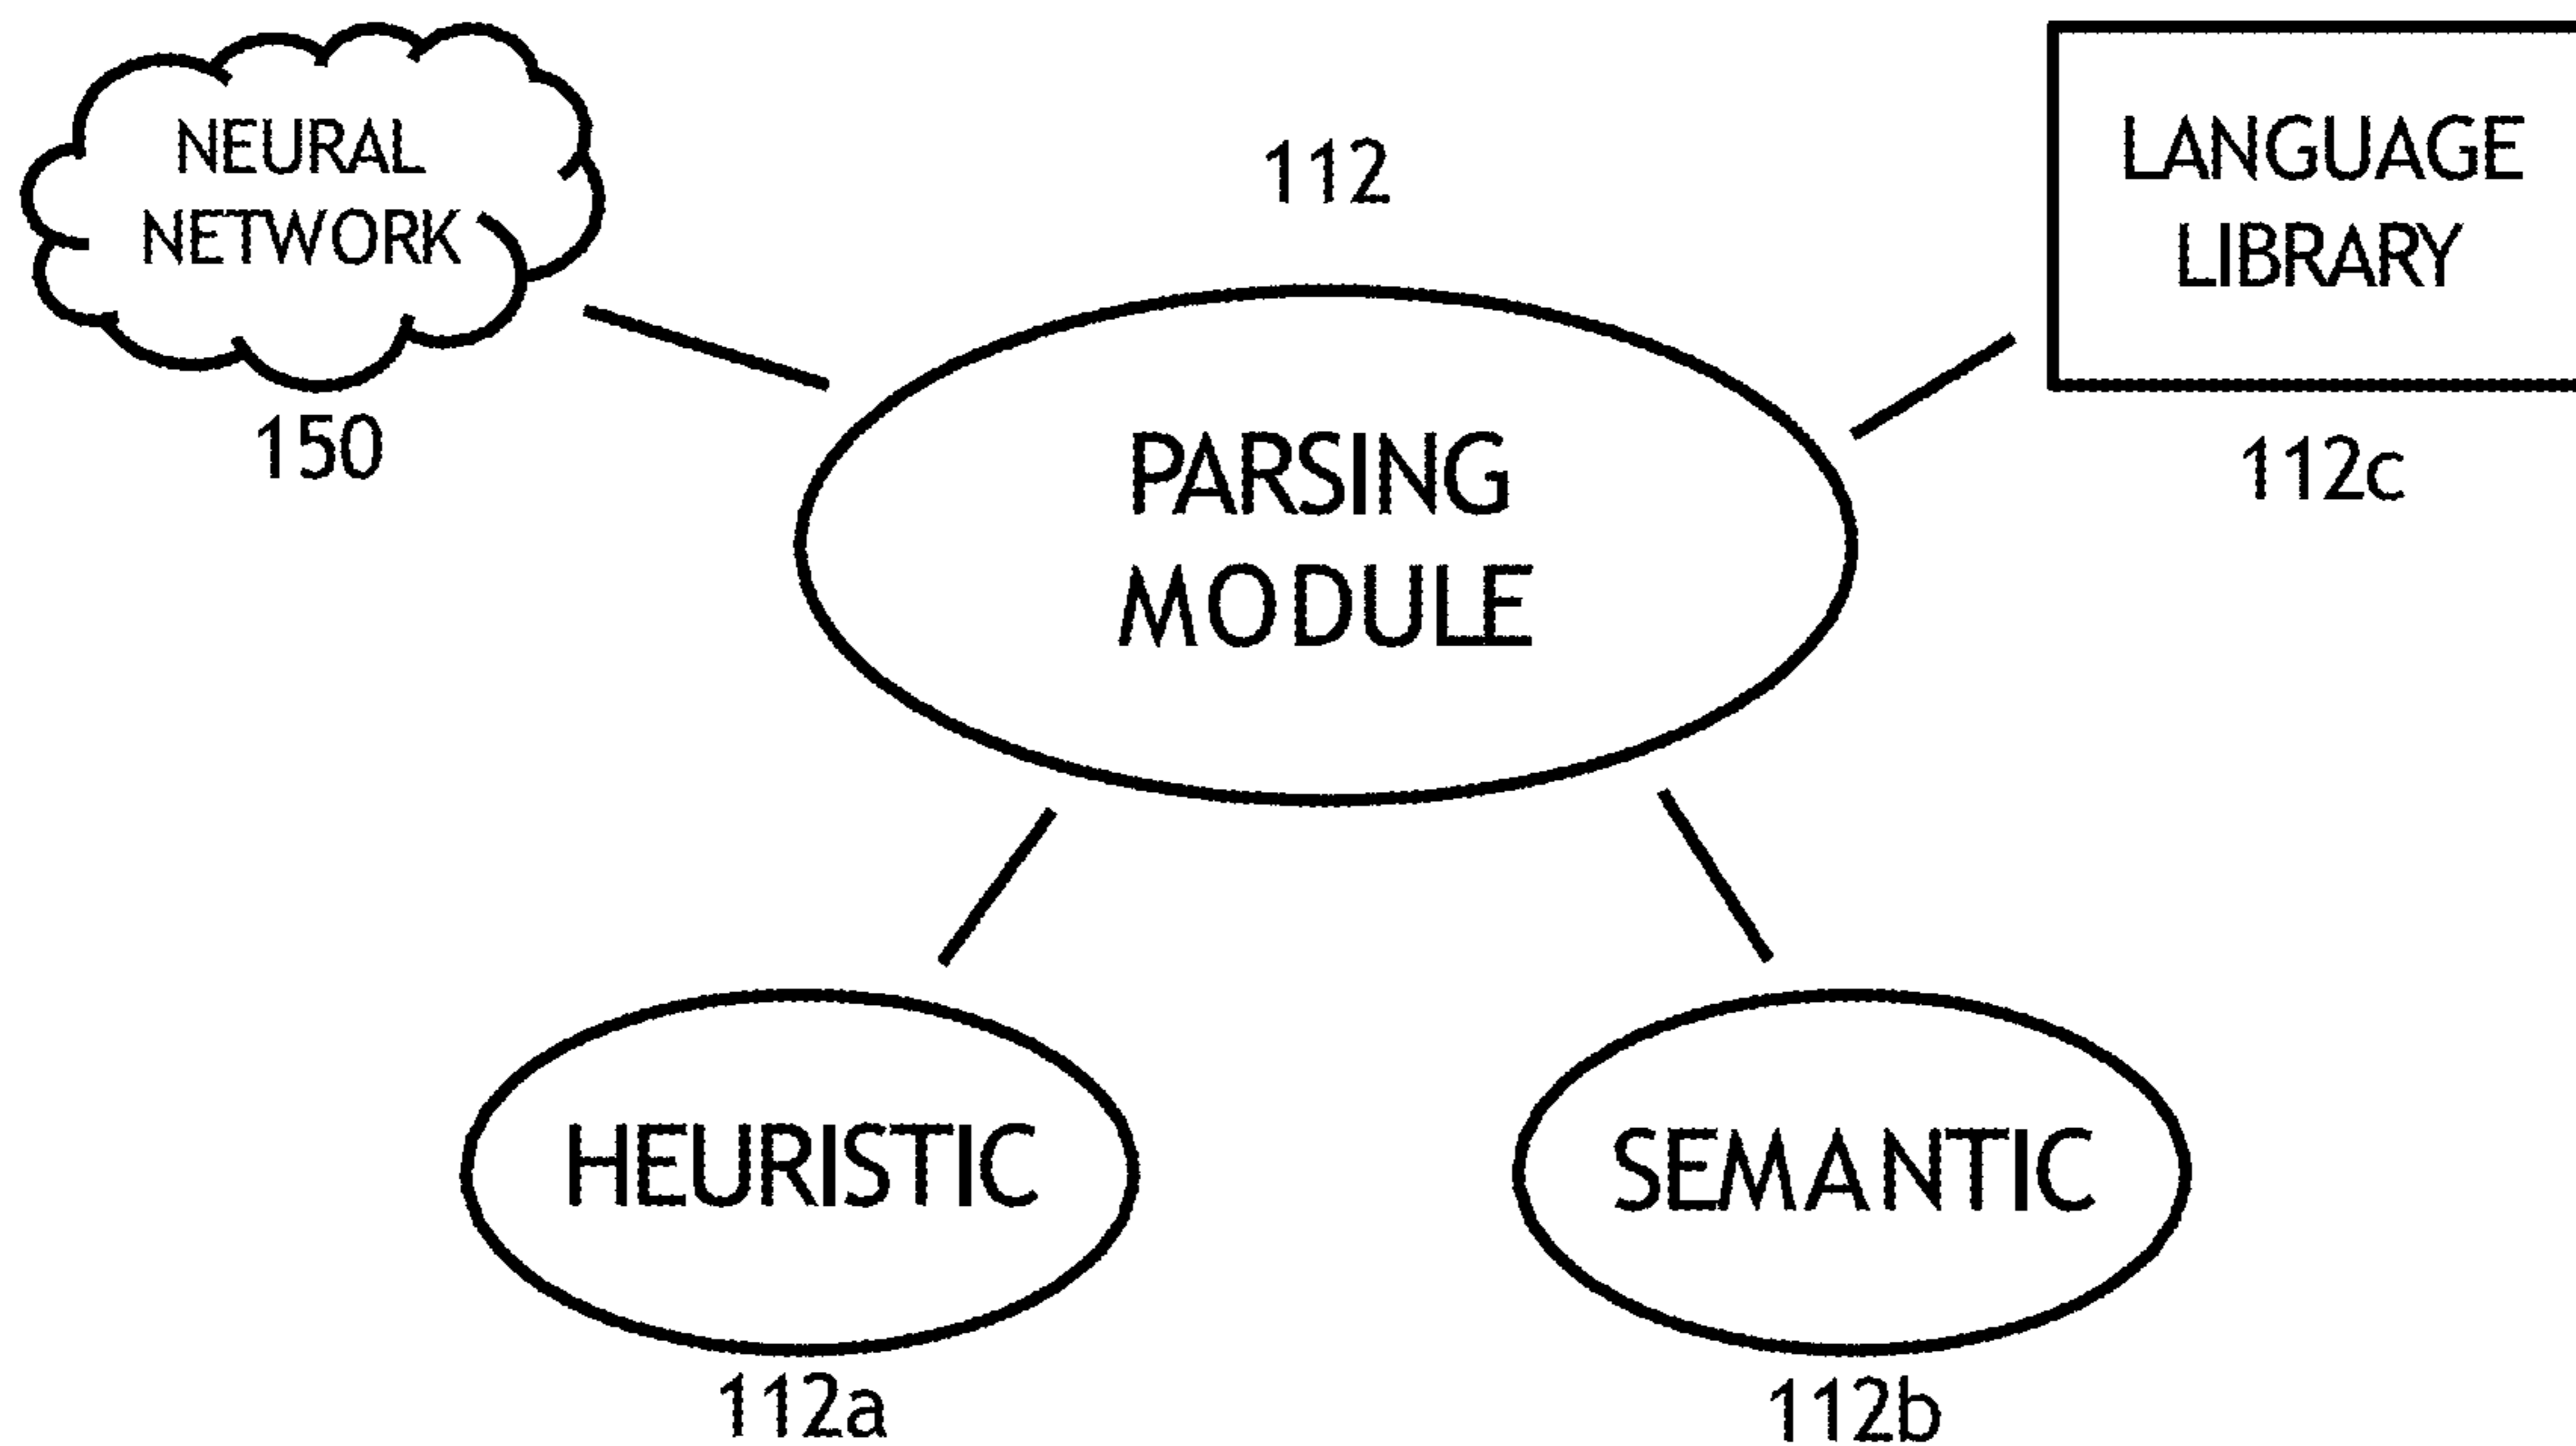 NEURAL
NETWORK
150
112
LANGUAGE
LIBRARY
112c
PARSING
MODULE
HEURISTIC
112a
SEMANTIC
112b